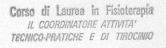 Corso di Laurea in Fisioterapia
IL COORDINATORE ATTIVITA'
TECNICO-PRATICHE E DI TIROCINIO